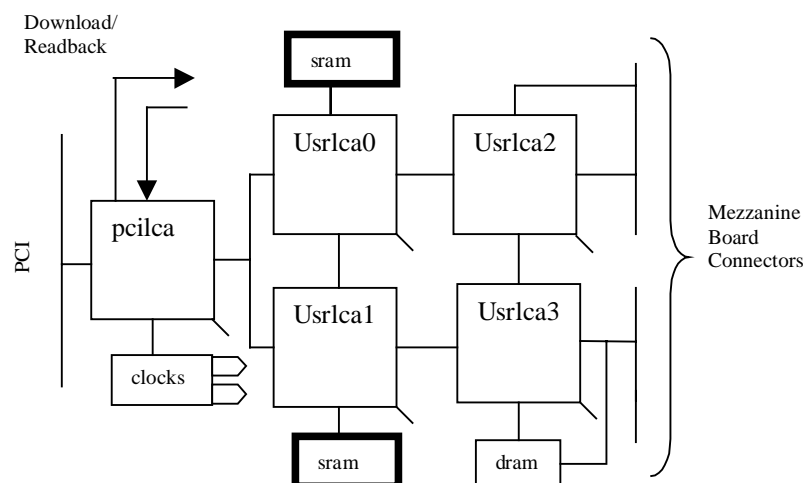 Download/
Readback
sram
Usrlca0
Usrlca2
pcilca
PCI
Mezzanine
Board
Connectors
Usrlca1
Usrlca3
clocks
sram
dram